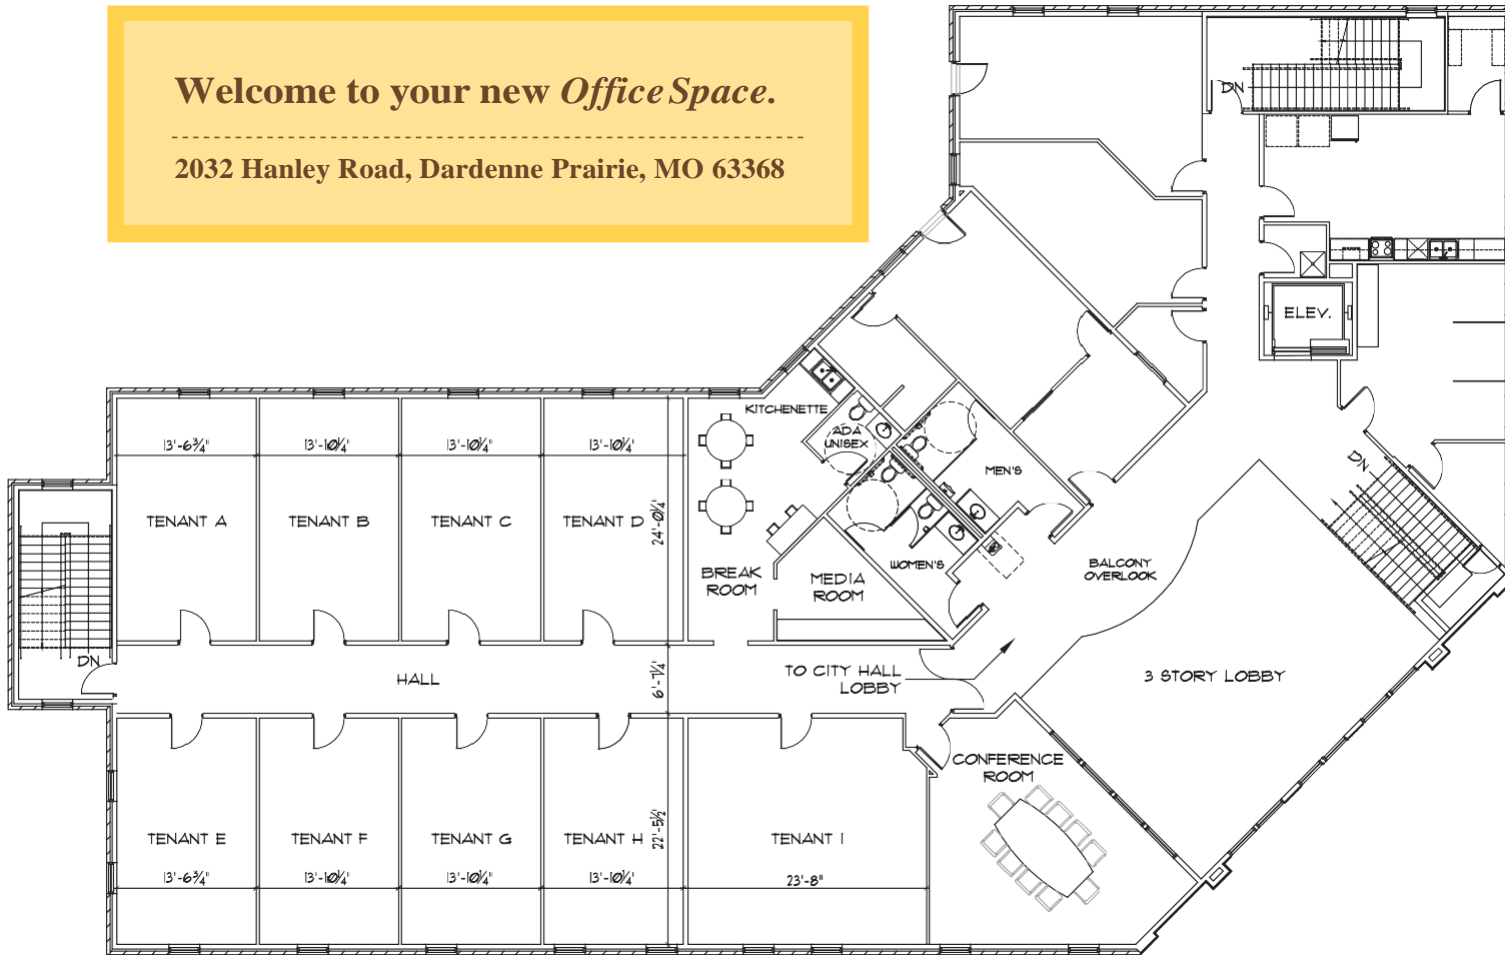 Welcome to your new Office Space.
2032 Hanley Road, Dardenne Prairie, MO 63368
DN
ELEV.
KITCHENETTE
13'-6¾"
13'-10¼"
13'-10¼"
13'-10¼"
ADA
UNISEX
MEN'S
DN
TENANT A
TENANT B
TENANT C
TENANT D
24'-0¼"
BREAK
ROOM
MEDIA
ROOM
WOMEN'S
BALCONY
OVERLOOK
DN
HALL
6'-7¼"
TO CITY HALL
LOBBY
3 STORY LOBBY
CONFERENCE
ROOM
TENANT E
TENANT F
TENANT G
TENANT H
22'-5½"
TENANT I
13'-6¾"
13'-10¼"
13'-10¼"
13'-10¼"
23'-8"